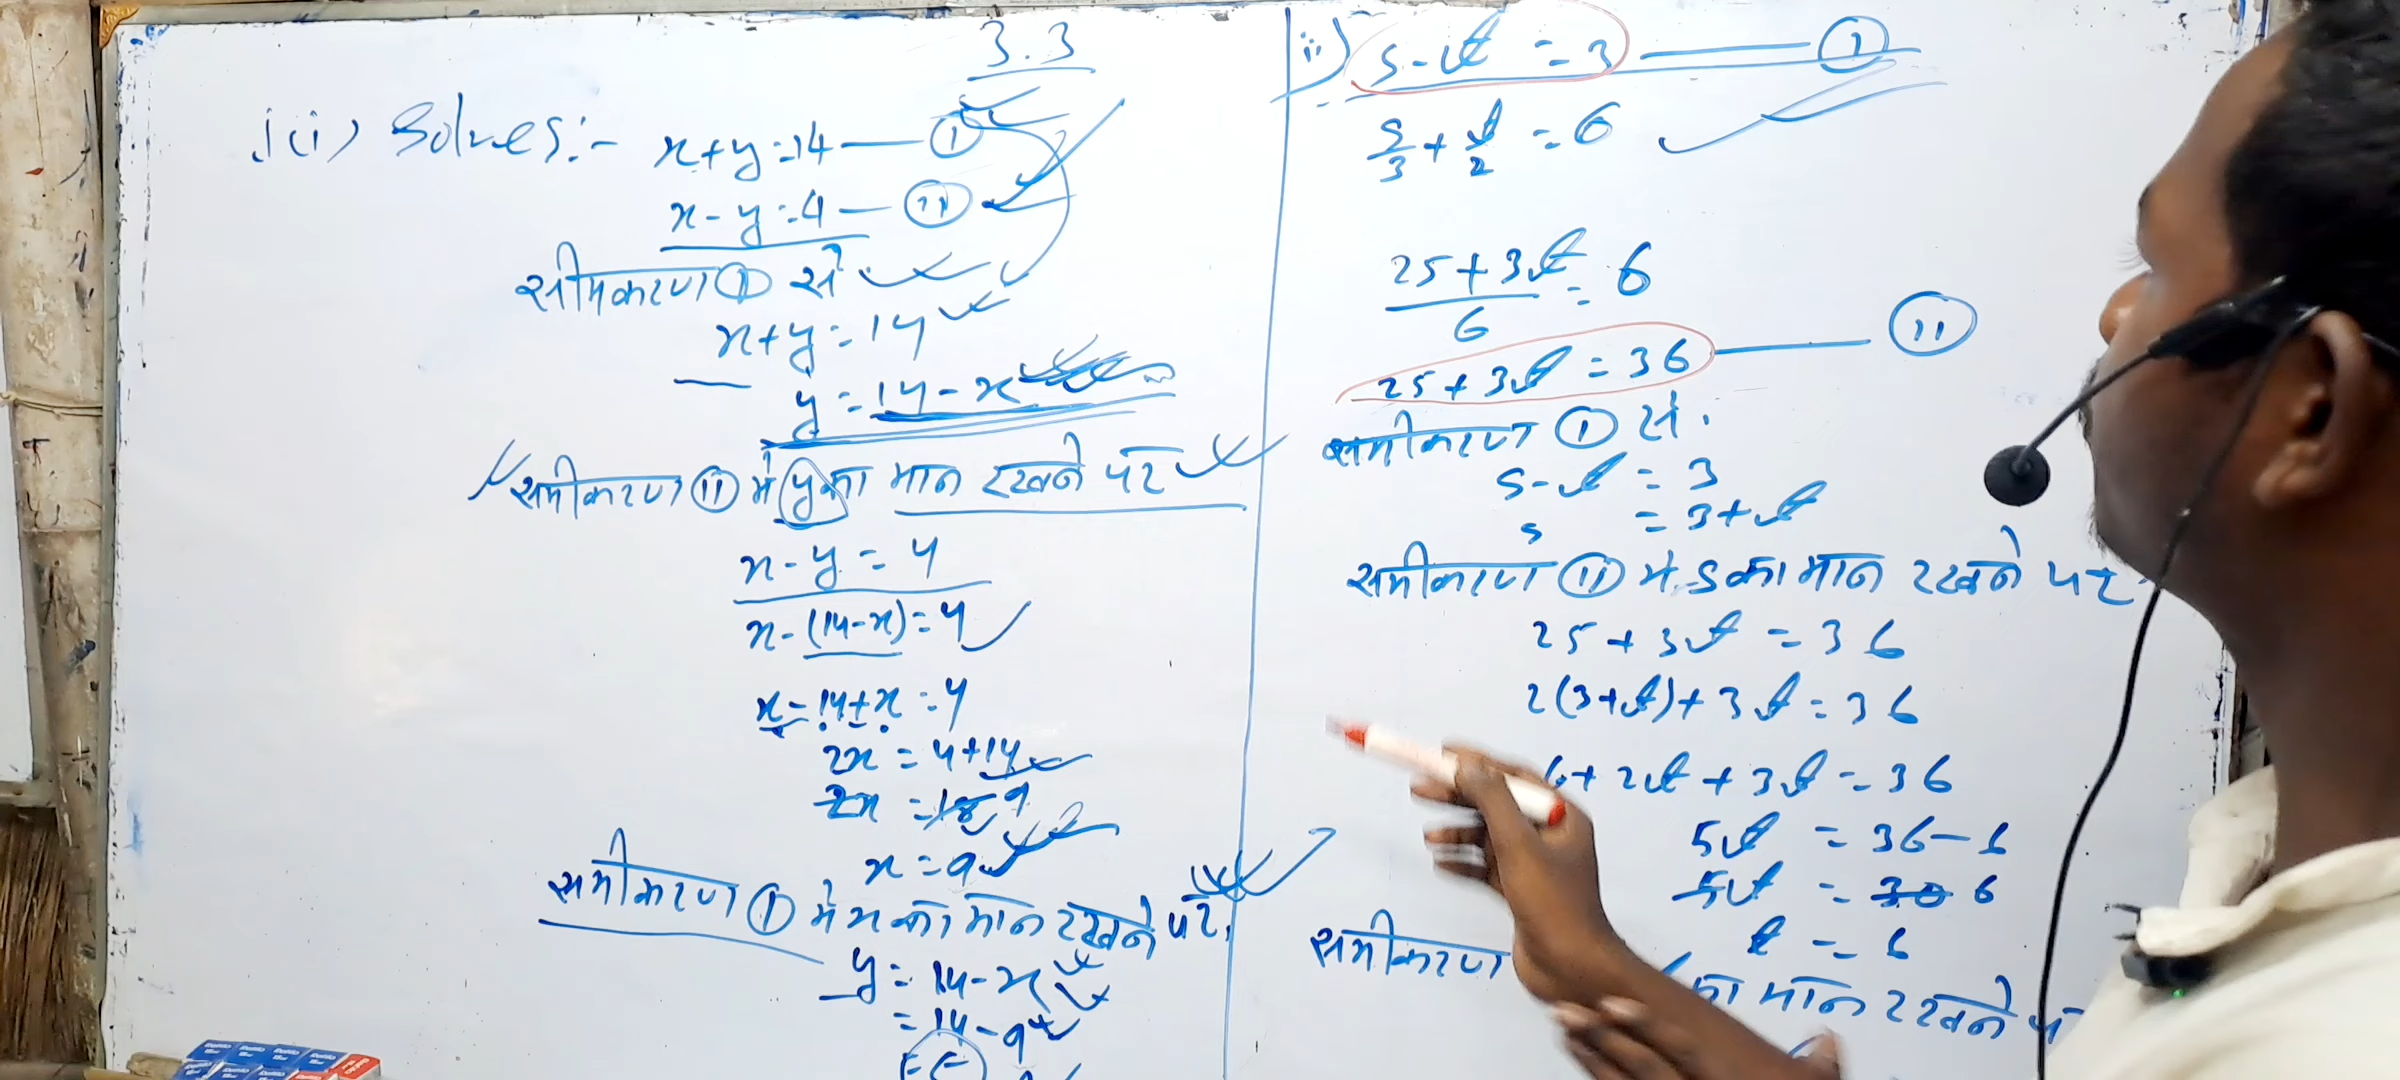 3.3
(i) Solves:- x+y=14 — (i)
x-y=4 — (ii)
समीकरण (i) से
x+y=14
y=14-x
समीकरण (ii) में y का मान रखने पर
x-y=4
x-(14-x)=4
x-14+x=4
2x=4+14
2x=18 9
x=9
समीकरण (i) में x का मान रखने पर
y=14-x
=14-9
ii) s-t=3 — (i)
s/3+t/2=6
2s+3t/6=6
2s+3t=36 — (ii)
समीकरण (i) से
s-t=3
s=3+t
समीकरण (ii) में s का मान रखने पर
2s+3t=36
2(3+t)+3t=36
6+2t+3t=36
5t=36-6
5t=30 6
t=6
समीकरण
का मान रखने